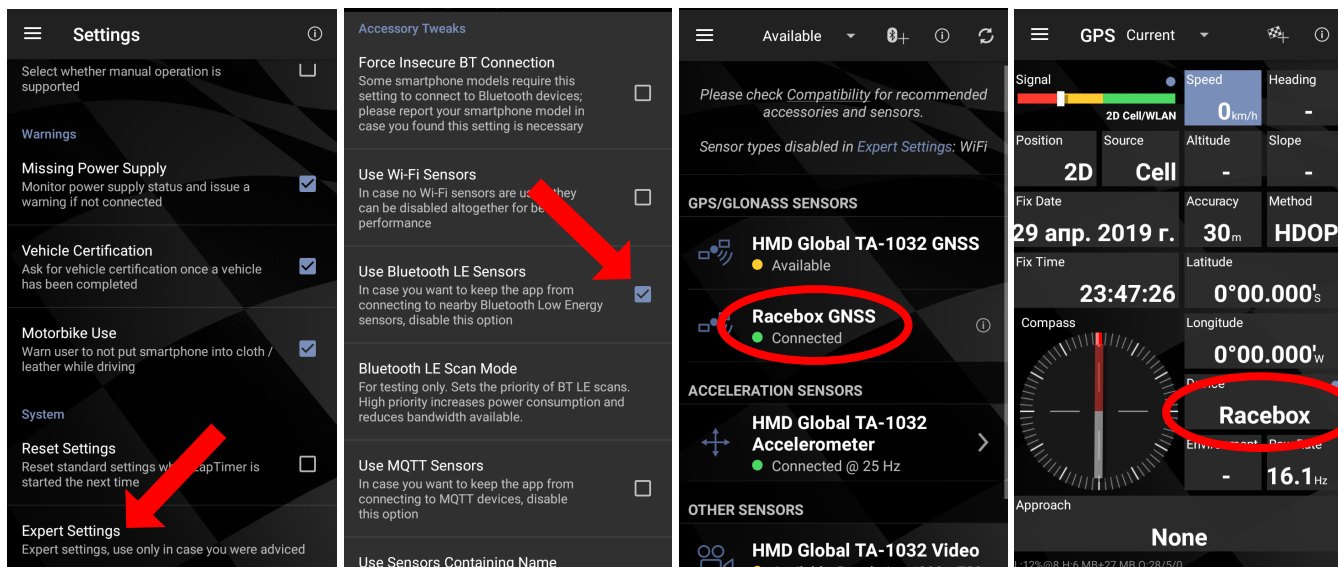 Settings
Select whether manual operation is
supported
Warnings
Missing Power Supply
Monitor power supply status and issue a
warning if not connected
Vehicle Certification
Ask for vehicle certification once a vehicle
has been completed
Motorbike Use
Warn user to not put smartphone into cloth /
leather while driving
System
Reset Settings
Reset standard settings LapTimer is
started the next time
Expert Settings
Expert settings, use only in case you were adviced
Accessory Tweaks
Force Insecure BT Connection
Some smartphone models require this
setting to connect to Bluetooth devices;
please report your smartphone model in
case you found this setting is necessary
Use Wi-Fi Sensors
In case no Wi-Fi sensors are they
can be disabled altogether for
performance
Use Bluetooth LE Sensors
In case you want to keep the app from
connecting to nearby Bluetooth Low Energy
sensors, disable this option
Bluetooth LE Scan Mode
For testing only. Sets the priority of BT LE scans.
High priority increases power consumption and
reduces bandwidth available.
Use MQTT Sensors
In case you want to keep the app from
connecting to MQTT devices, disable
this option
Use Sensors Containing Name
Available
Please check Compatibility for recommended
accessories and sensors.
Sensor types disabled in Expert Settings: WiFi
GPS/GLONASS SENSORS
HMD Global TA-1032 GNSS
Available
Racebox GNSS
Connected
ACCELERATION SENSORS
HMD Global TA-1032
Accelerometer
Connected @ 25 Hz
OTHER SENSORS
HMD Global TA-1032 Video
GPS Current
Signal
2D Cell/WLAN
Speed
0 km/h
Heading
-
Position
2D
Source
Cell
Altitude
-
Slope
-
Fix Date
29 апр. 2019 г.
Accuracy
30 m
Method
HDOP
Fix Time
23:47:26
Latitude
0°00.000's
Compass
Longitude
0°00.000'w
Device
Racebox
Environment
-
Rate
16.1 Hz
Approach
None